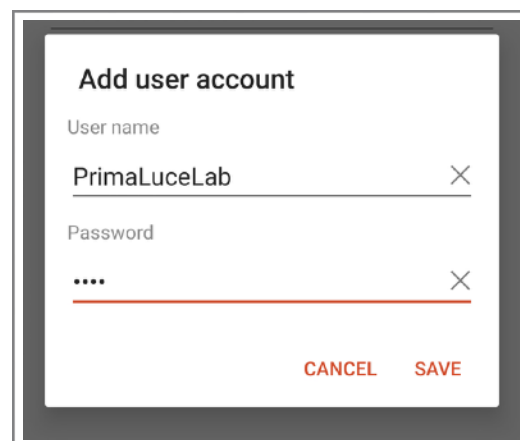 Add user account
User name
PrimaLuceLab
Password
••••
CANCEL SAVE